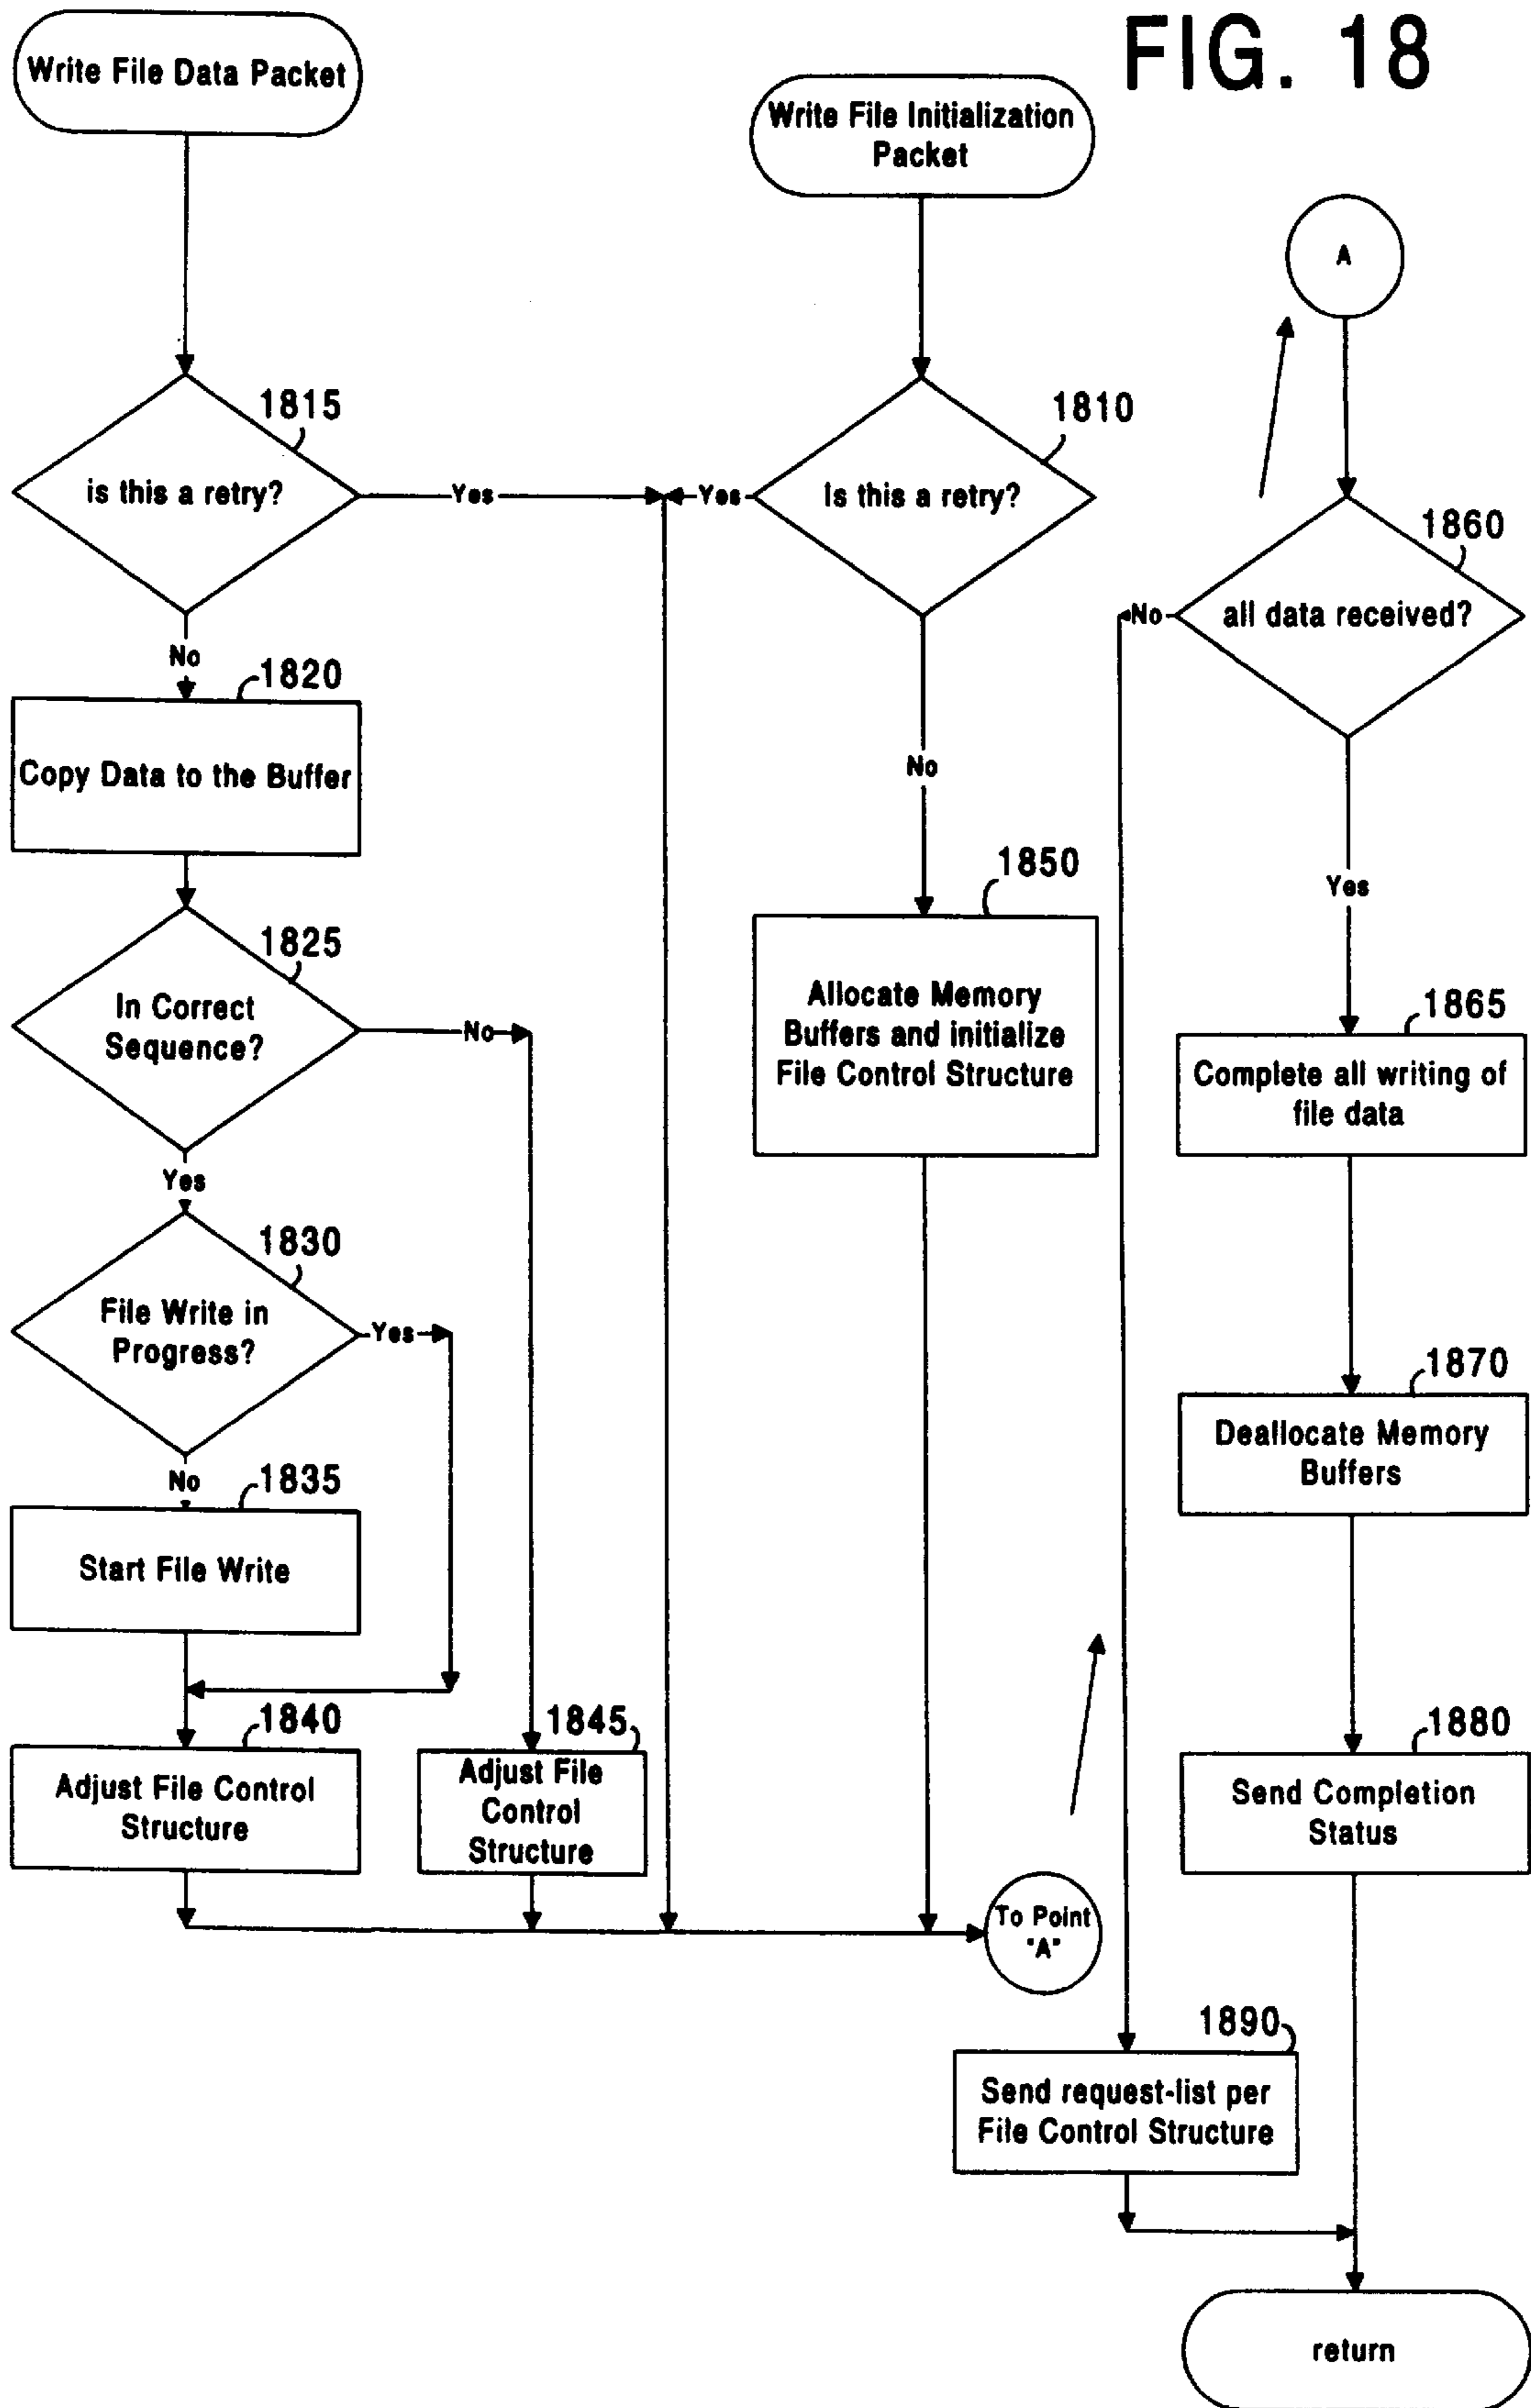 FIG. 18
Write File Data Packet
Write File Initialization
Packet
A
1815
is this a retry?
Yes
No
1810
Is this a retry?
Yes
No
1860
all data received?
No
Yes
1820
Copy Data to the Buffer
1825
In Correct
Sequence?
No
Yes
1830
File Write in
Progress?
Yes
No
1835
Start File Write
1840
Adjust File Control
Structure
1845
Adjust File
Control
Structure
1850
Allocate Memory
Buffers and initialize
File Control Structure
To Point
"A"
1865
Complete all writing of
file data
1870
Deallocate Memory
Buffers
1880
Send Completion
Status
1890
Send request-list per
File Control Structure
return